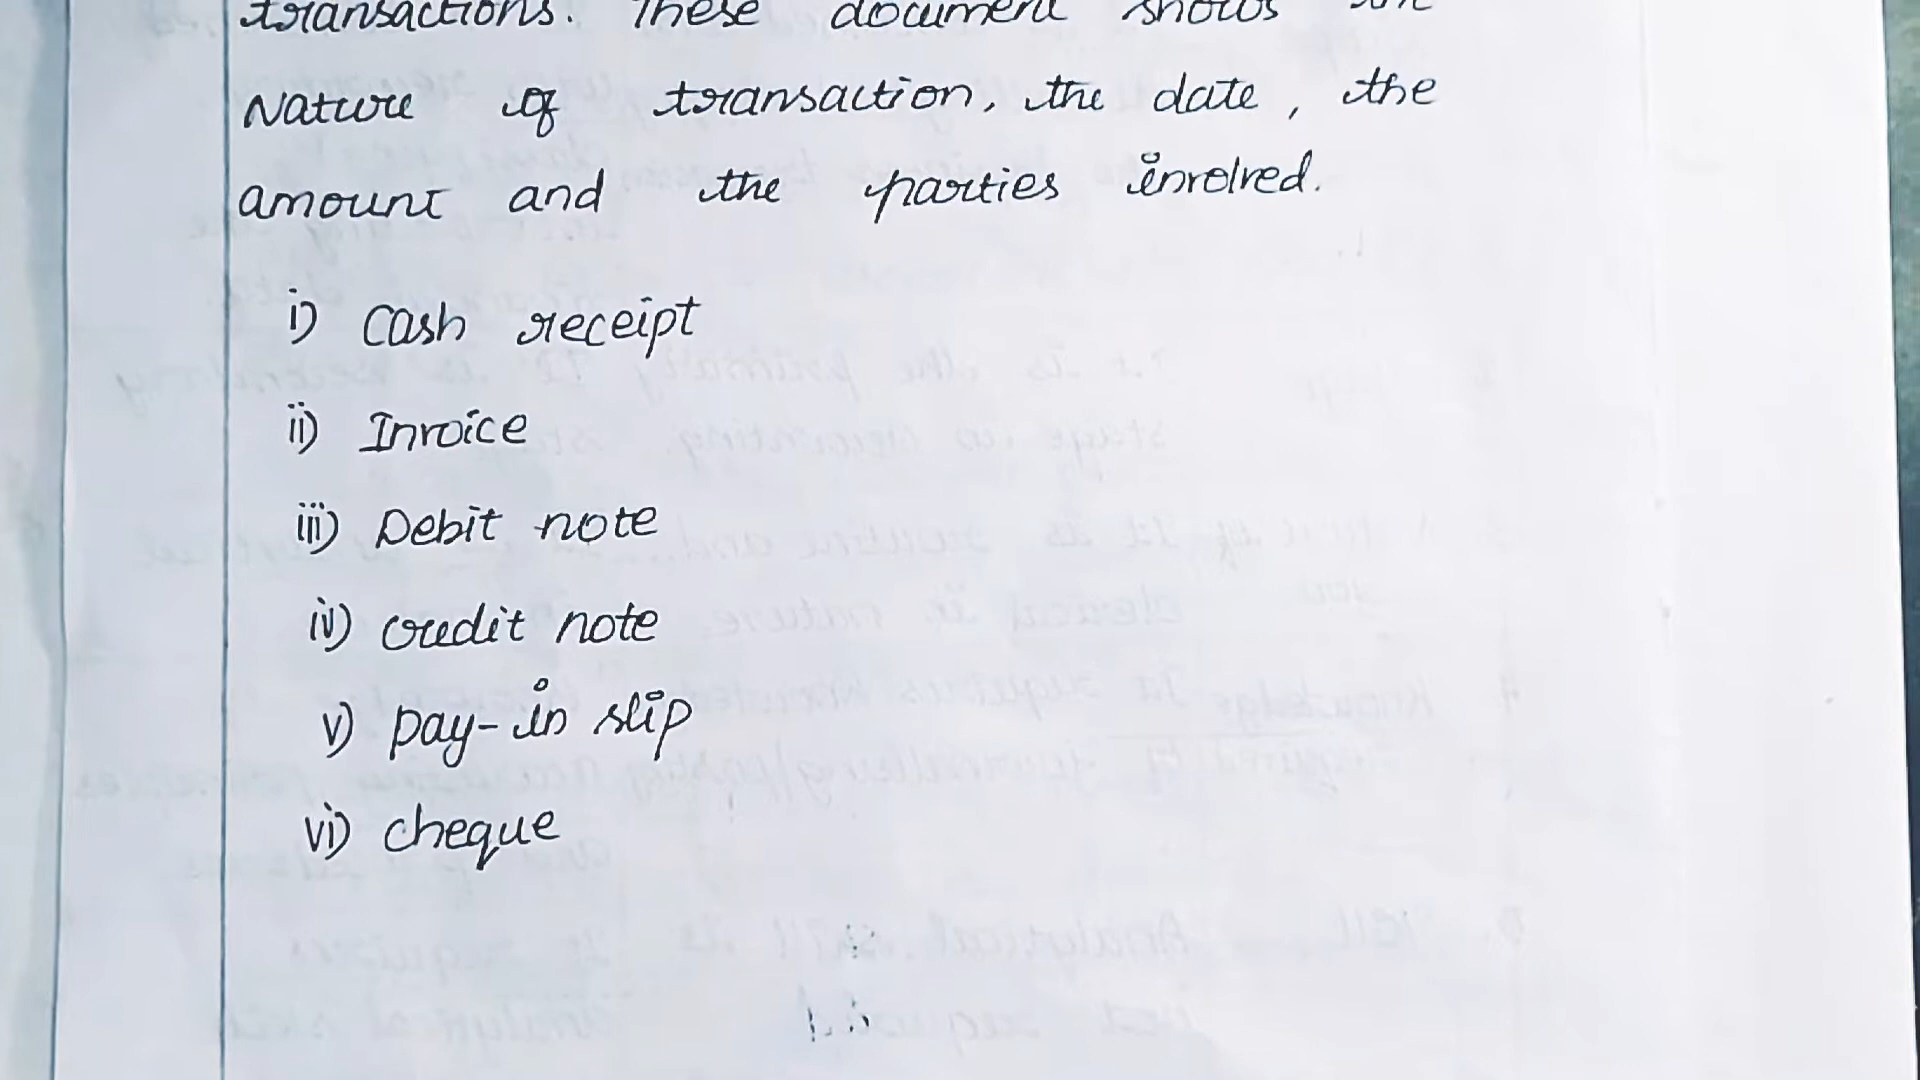 transactions. These document shows the
Nature of transaction, the date, the
amount and the parties involved.
i) Cash receipt
ii) Invoice
iii) Debit note
iv) credit note
v) pay-in slip
vi) cheque